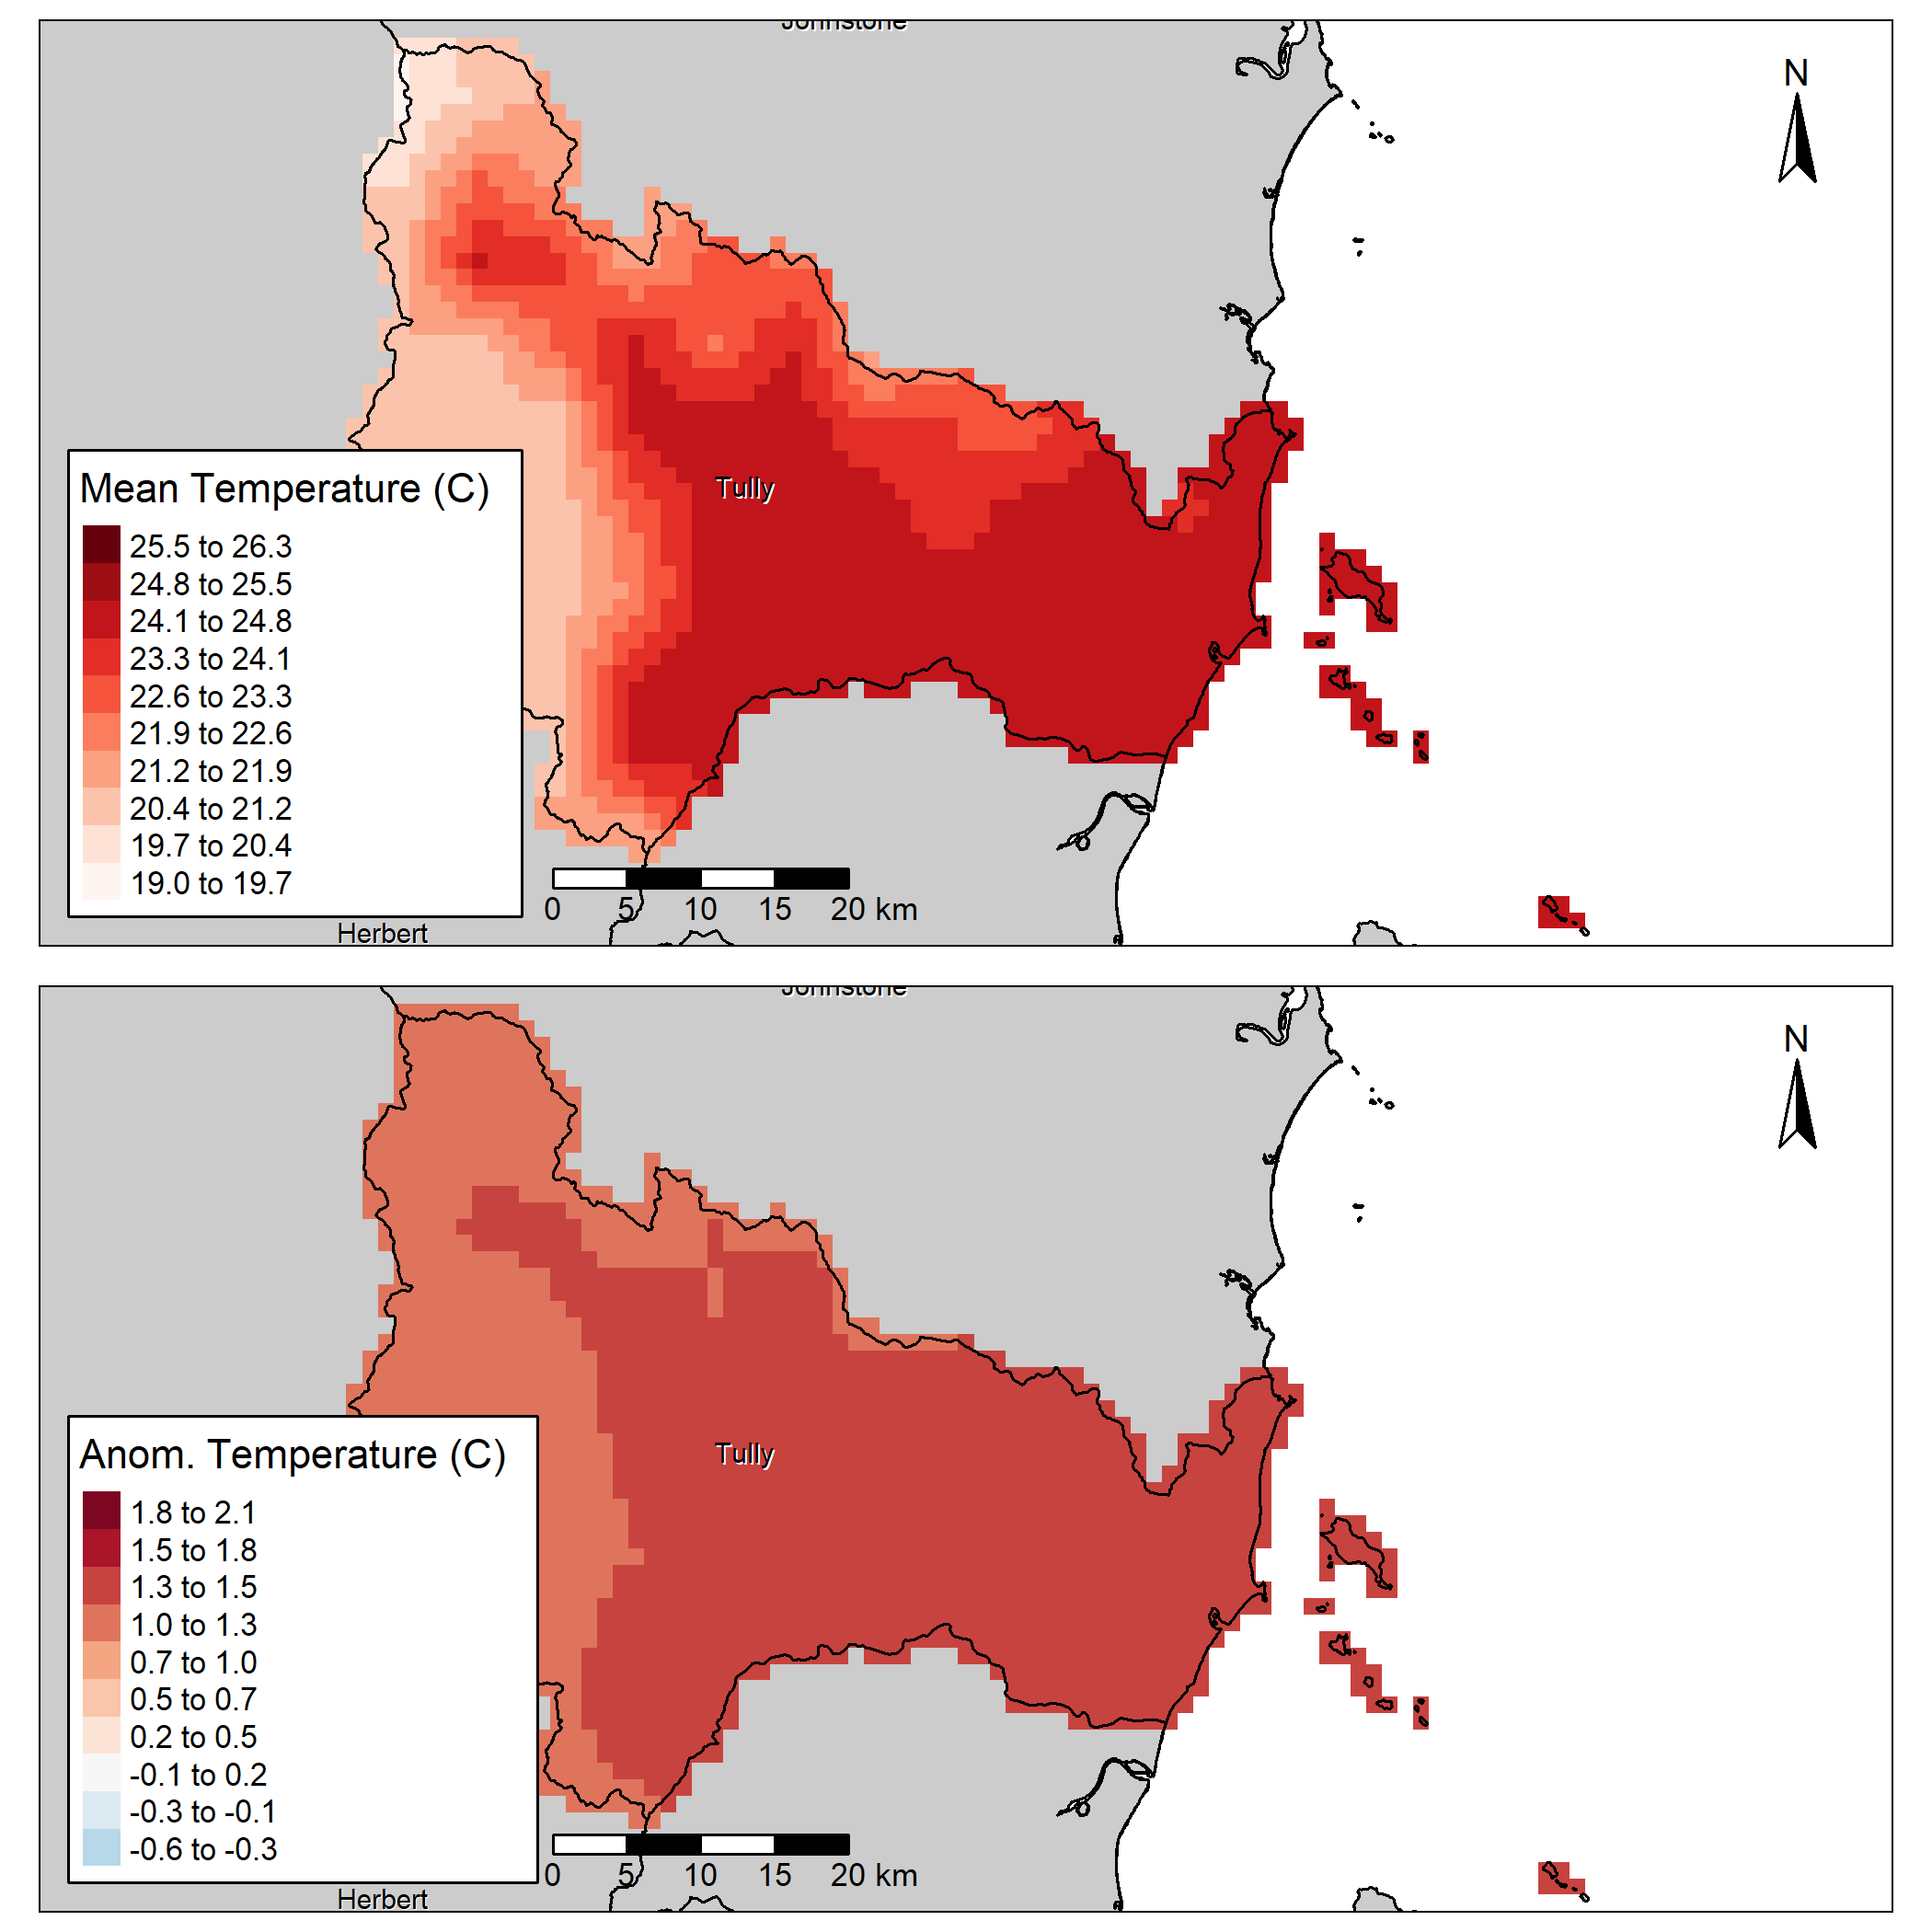 Johnstone
N
Tully
Mean Temperature (C)
25.5 to 26.3
24.8 to 25.5
24.1 to 24.8
23.3 to 24.1
22.6 to 23.3
21.9 to 22.6
21.2 to 21.9
20.4 to 21.2
19.7 to 20.4
19.0 to 19.7
0 5 10 15 20 km
Herbert
Johnstone
N
Tully
Anom. Temperature (C)
1.8 to 2.1
1.5 to 1.8
1.3 to 1.5
1.0 to 1.3
0.7 to 1.0
0.5 to 0.7
0.2 to 0.5
-0.1 to 0.2
-0.3 to -0.1
-0.6 to -0.3
0 5 10 15 20 km
Herbert